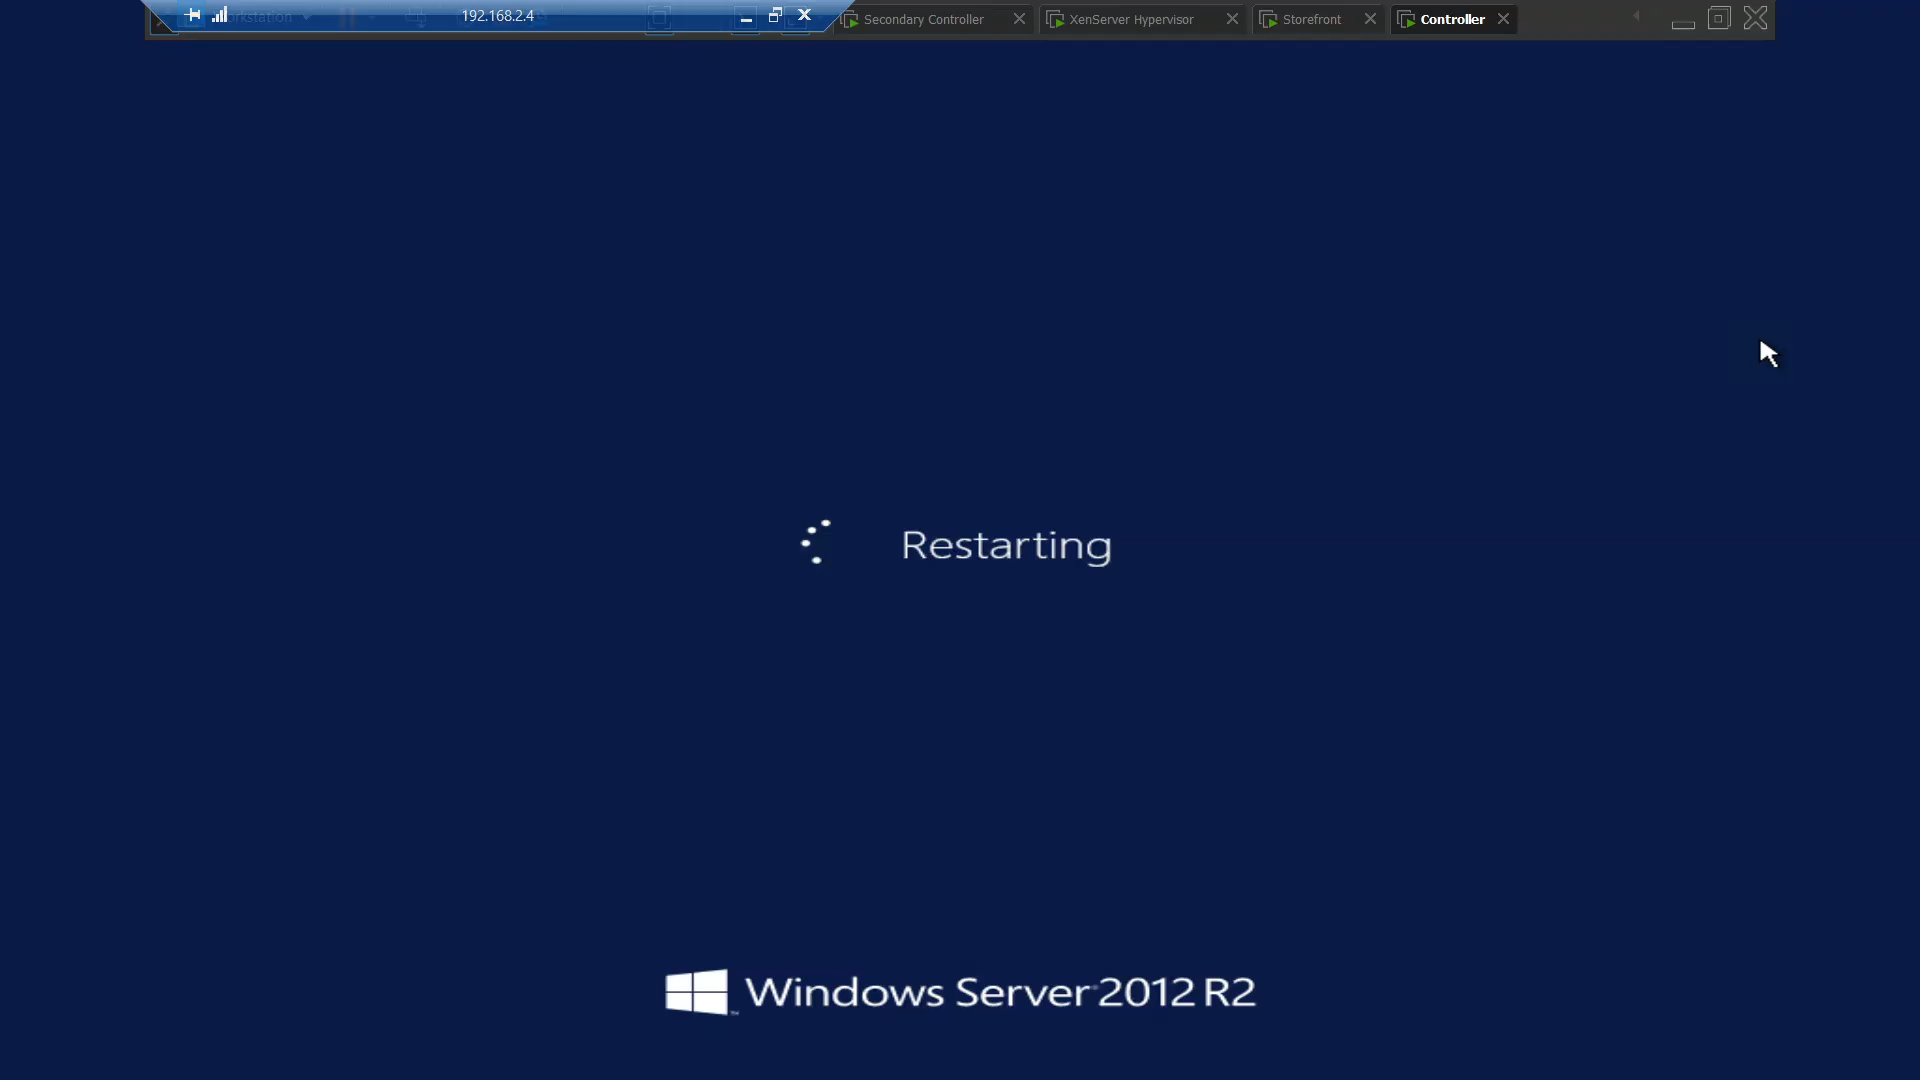 192.168.2.4
Secondary Controller
XenServer Hypervisor
Storefront
Controller
Restarting
Windows Server 2012 R2